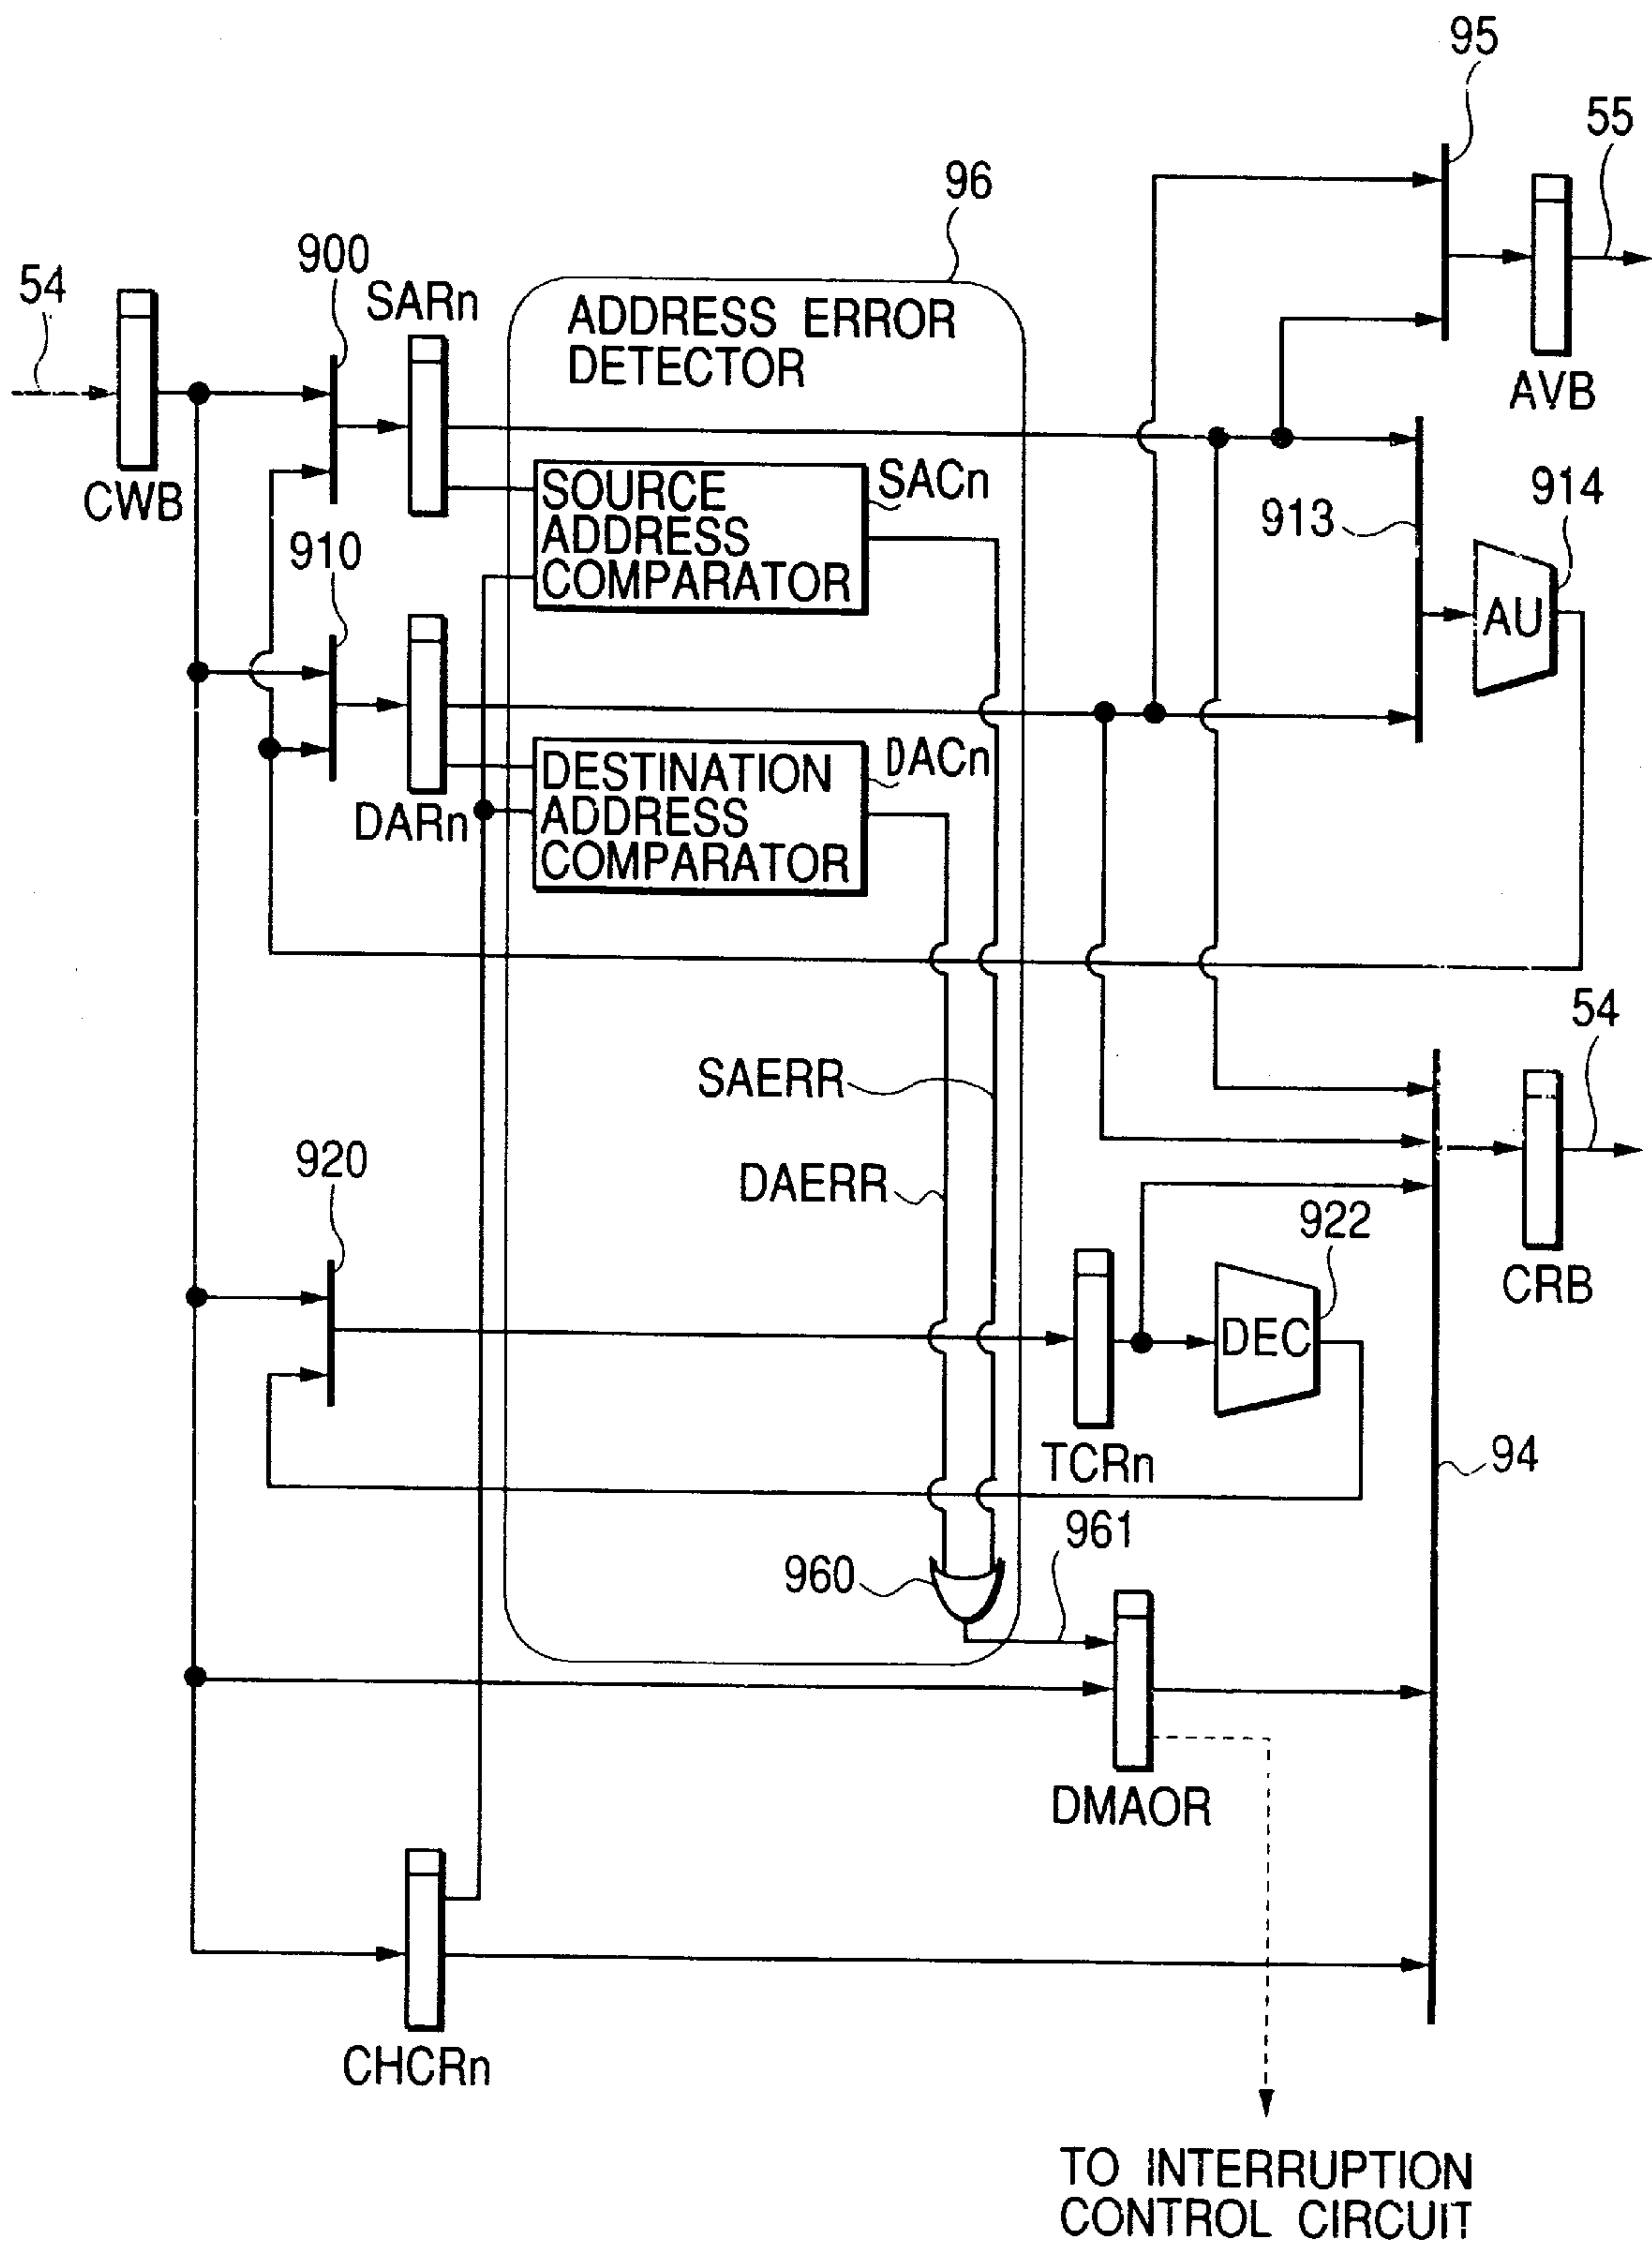 95
55
96
900
54
SARn
ADDRESS ERROR
DETECTOR
AVB
CWB
SOURCE
ADDRESS
COMPARATOR
SACn
913
914
910
AU
DARn
DESTINATION
ADDRESS
COMPARATOR
DACn
54
SAERR
920
DAERR
922
CRB
DEC
TCRn
94
961
960
DMAOR
CHCRn
TO INTERRUPTION
CONTROL CIRCUIT